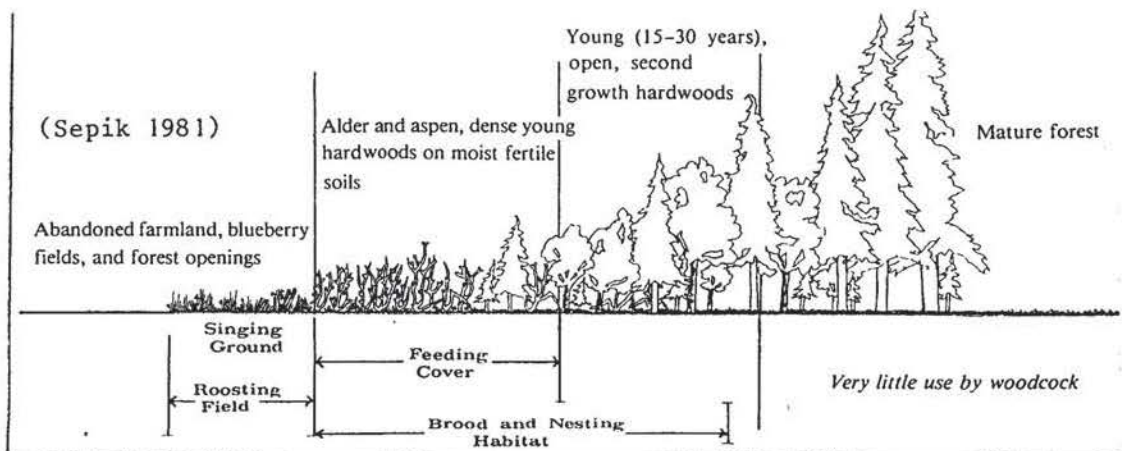 (Sepik 1981)
Abandoned farmland, blueberry
fields, and forest openings
Alder and aspen, dense young
hardwoods on moist fertile
soils
Young (15-30 years),
open, second
growth hardwoods
Mature forest
Singing
Ground
Roosting
Field
Feeding
Cover
Brood and Nesting
Habitat
Very little use by woodcock